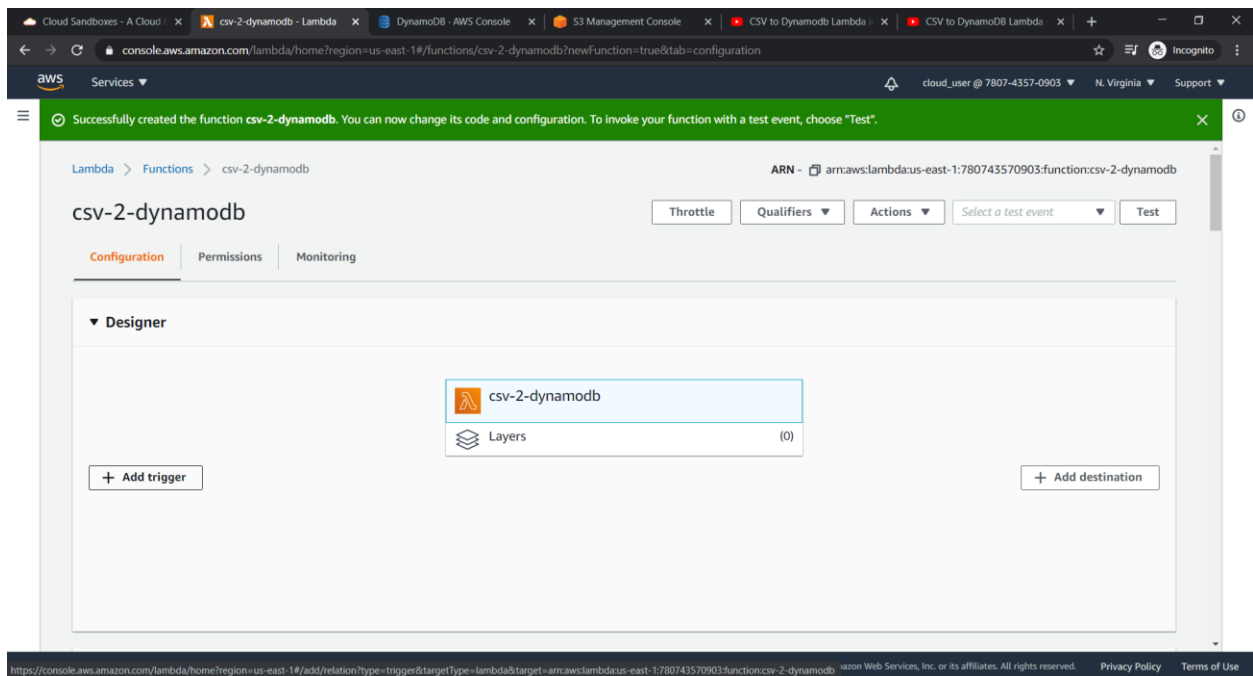 Cloud Sandboxes - A Cloud
csv-2-dynamodb - Lambda
DynamoDB · AWS Console
S3 Management Console
CSV to Dynamodb Lambda
CSV to DynamoDB Lambda
console.aws.amazon.com/lambda/home?region=us-east-1#/functions/csv-2-dynamodb?newFunction=true&tab=configuration
Incognito
aws
Services
cloud_user @ 7807-4357-0903
N. Virginia
Support
Successfully created the function csv-2-dynamodb. You can now change its code and configuration. To invoke your function with a test event, choose "Test".
Lambda > Functions > csv-2-dynamodb
ARN - arn:aws:lambda:us-east-1:780743570903:function:csv-2-dynamodb
csv-2-dynamodb
Throttle
Qualifiers
Actions
Select a test event
Test
Configuration
Permissions
Monitoring
Designer
csv-2-dynamodb
Layers
(0)
+ Add trigger
+ Add destination
https://console.aws.amazon.com/lambda/home?region=us-east-1#/add/relation?type=trigger&targetType=lambda&target=arn:aws:lambda:us-east-1:780743570903:function:csv-2-dynamodb
Web Services, Inc. or its affiliates. All rights reserved.
Privacy Policy
Terms of Use